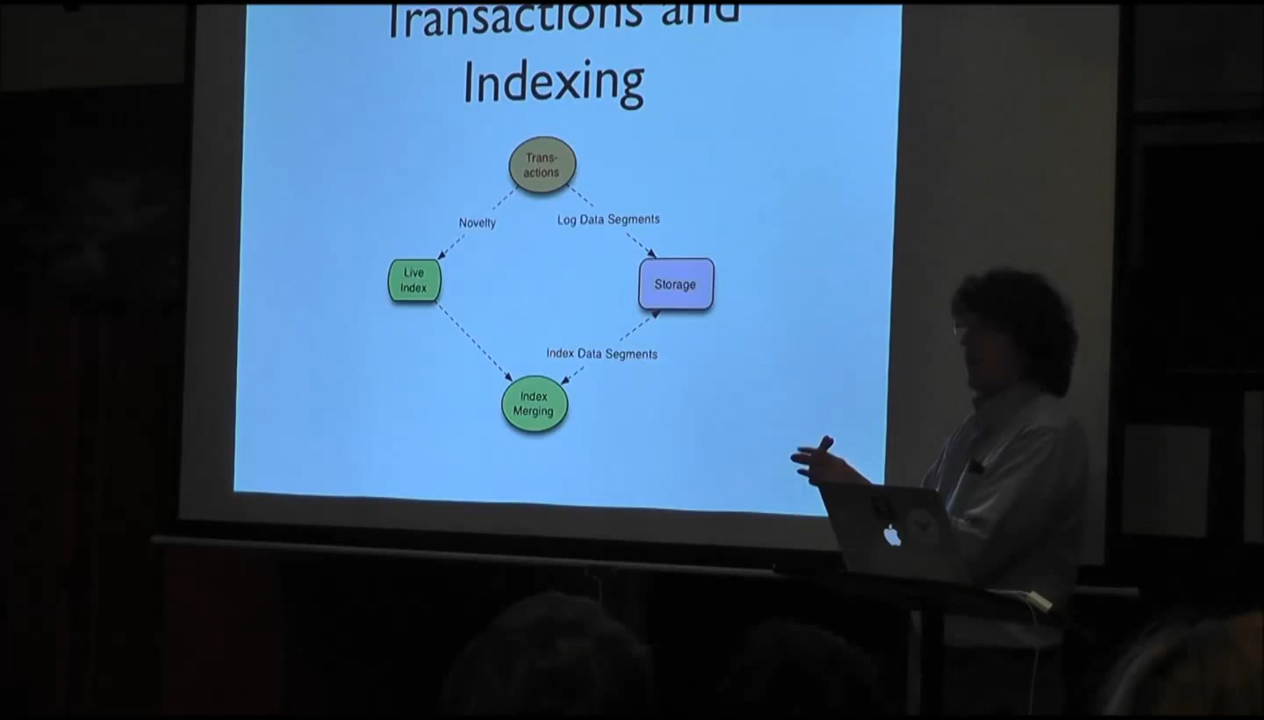 Transactions and
Indexing
Trans-
actions
Novelty
Log Data Segments
Live
Index
Storage
Index Data Segments
Index
Merging